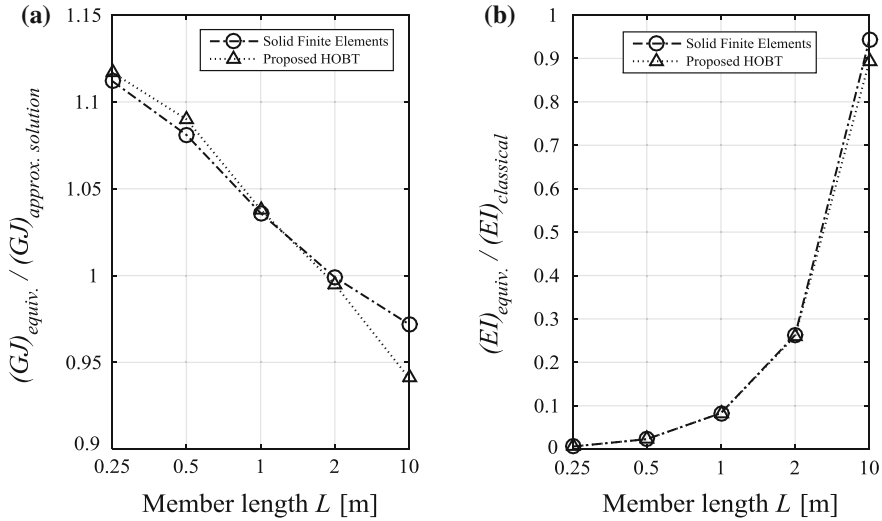 (a)
1.15
1.1
1.05
1
0.95
0.9
(GJ)equiv. / (GJ)approx. solution
Solid Finite Elements
Proposed HOBT
0.25 0.5 1 2 10
Member length L [m]
(b)
1
0.9
0.8
0.7
0.6
0.5
0.4
0.3
0.2
0.1
0
(EI)equiv. / (EI)classical
Solid Finite Elements
Proposed HOBT
0.25 0.5 1 2 10
Member length L [m]